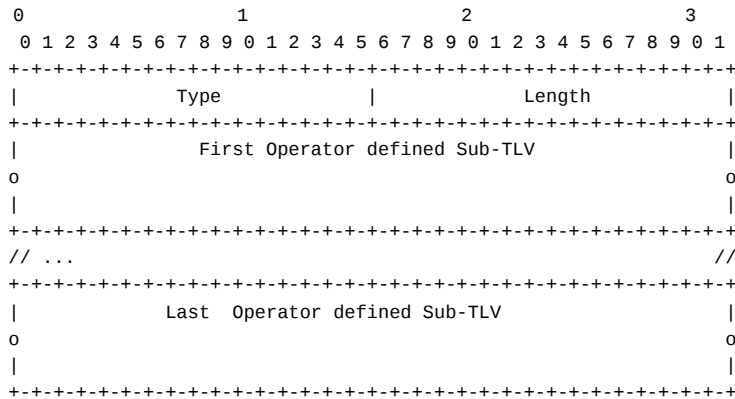 0                   1                   2                   3
 0 1 2 3 4 5 6 7 8 9 0 1 2 3 4 5 6 7 8 9 0 1 2 3 4 5 6 7 8 9 0 1
+-+-+-+-+-+-+-+-+-+-+-+-+-+-+-+-+-+-+-+-+-+-+-+-+-+-+-+-+-+-+-+-+
|              Type             |             Length            |
+-+-+-+-+-+-+-+-+-+-+-+-+-+-+-+-+-+-+-+-+-+-+-+-+-+-+-+-+-+-+-+-+
|                First Operator defined Sub-TLV                 |
o                                                               o
|                                                               |
+-+-+-+-+-+-+-+-+-+-+-+-+-+-+-+-+-+-+-+-+-+-+-+-+-+-+-+-+-+-+-+-+
// ...                                                         //
+-+-+-+-+-+-+-+-+-+-+-+-+-+-+-+-+-+-+-+-+-+-+-+-+-+-+-+-+-+-+-+-+
|             Last  Operator defined Sub-TLV                    |
o                                                               o
|                                                               |
+-+-+-+-+-+-+-+-+-+-+-+-+-+-+-+-+-+-+-+-+-+-+-+-+-+-+-+-+-+-+-+-+